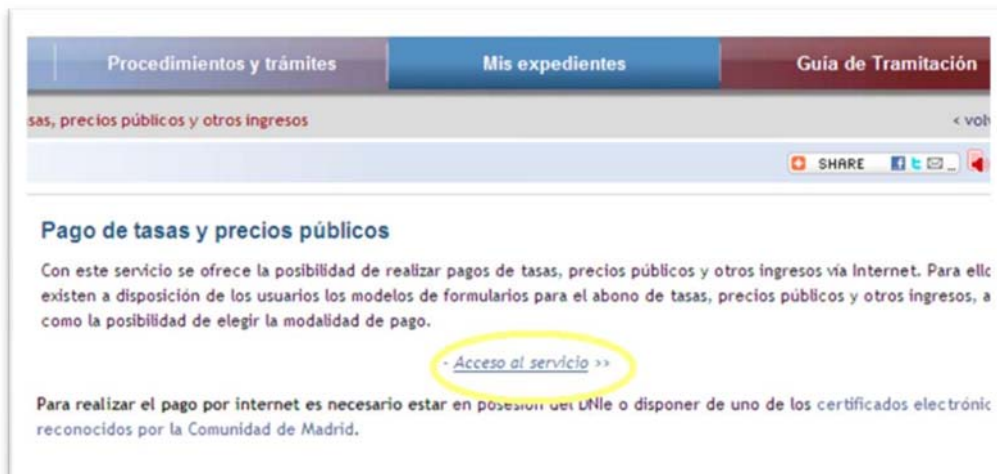 Procedimientos y trámites Mis expedientes Guía de Tramitación
sas, precios públicos y otros ingresos < volv
SHARE
Pago de tasas y precios públicos
Con este servicio se ofrece la posibilidad de realizar pagos de tasas, precios públicos y otros ingresos vía Internet. Para ello
existen a disposición de los usuarios los modelos de formularios para el abono de tasas, precios públicos y otros ingresos, a
como la posibilidad de elegir la modalidad de pago.
- Acceso al servicio >>
Para realizar el pago por internet es necesario estar en posesión del DNIe o disponer de uno de los certificados electrónic
reconocidos por la Comunidad de Madrid.